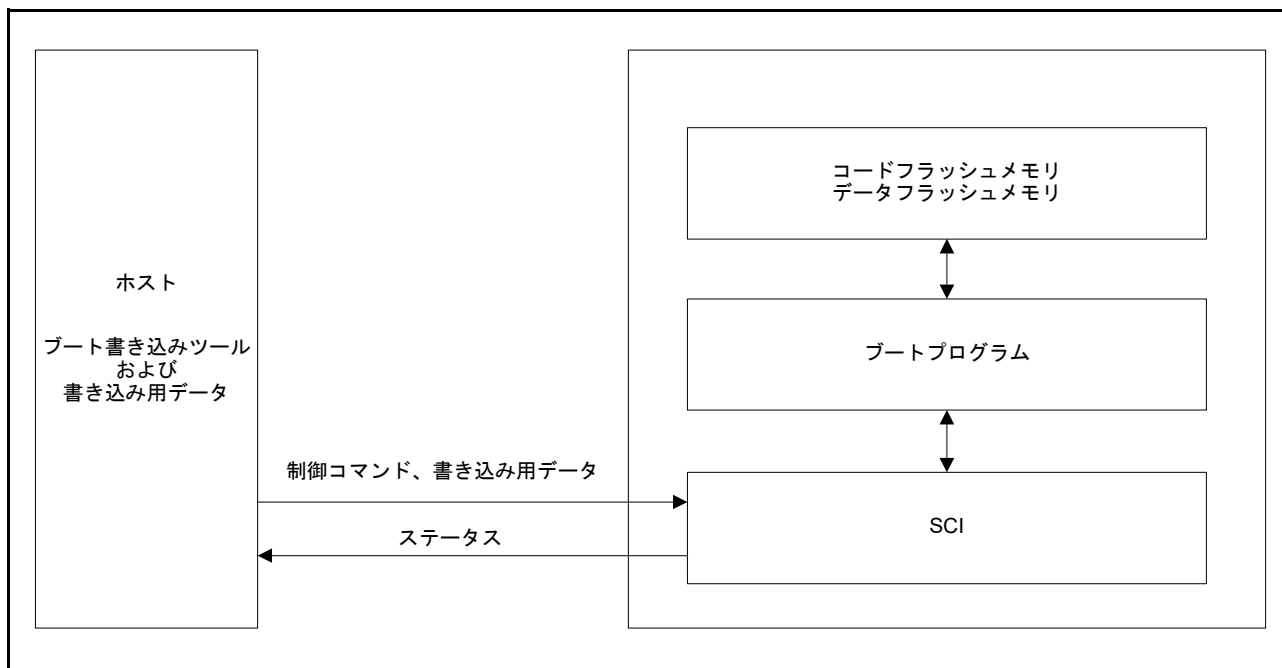 ホスト
ブート書き込みツール
および
書き込み用データ
制御コマンド、書き込み用データ
ステータス
コードフラッシュメモリ
データフラッシュメモリ
ブートプログラム
SCI